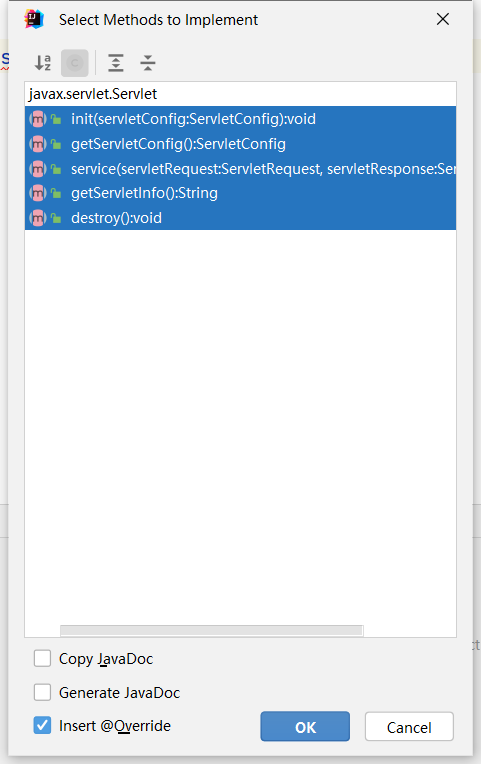 Select Methods to Implement
javax.servlet.Servlet
init(servletConfig:ServletConfig):void
getServletConfig():ServletConfig
service(servletRequest:ServletRequest, servletResponse:Ser
getServletInfo():String
destroy():void
Copy JavaDoc
Generate JavaDoc
Insert @Override
OK
Cancel